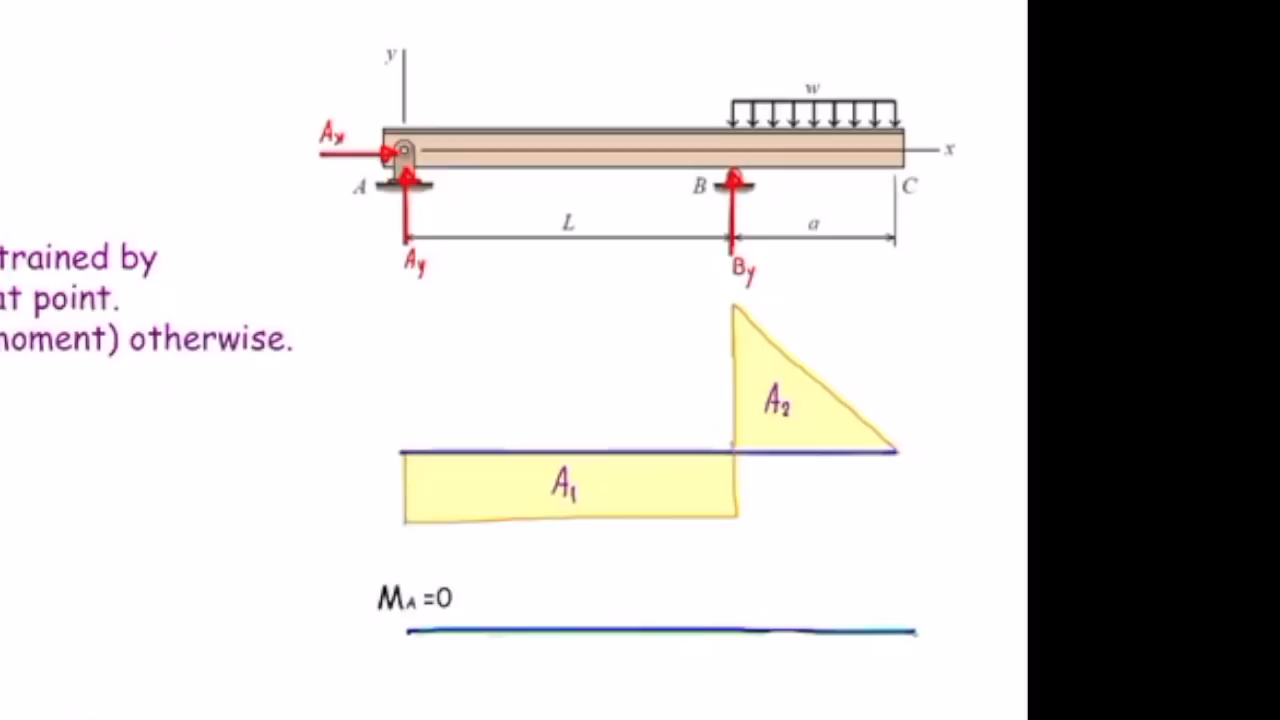 y
w
Ax
x
A
B
C
L
a
Ay
By
trained by
at point.
moment) otherwise.
A2
A1
MA =0